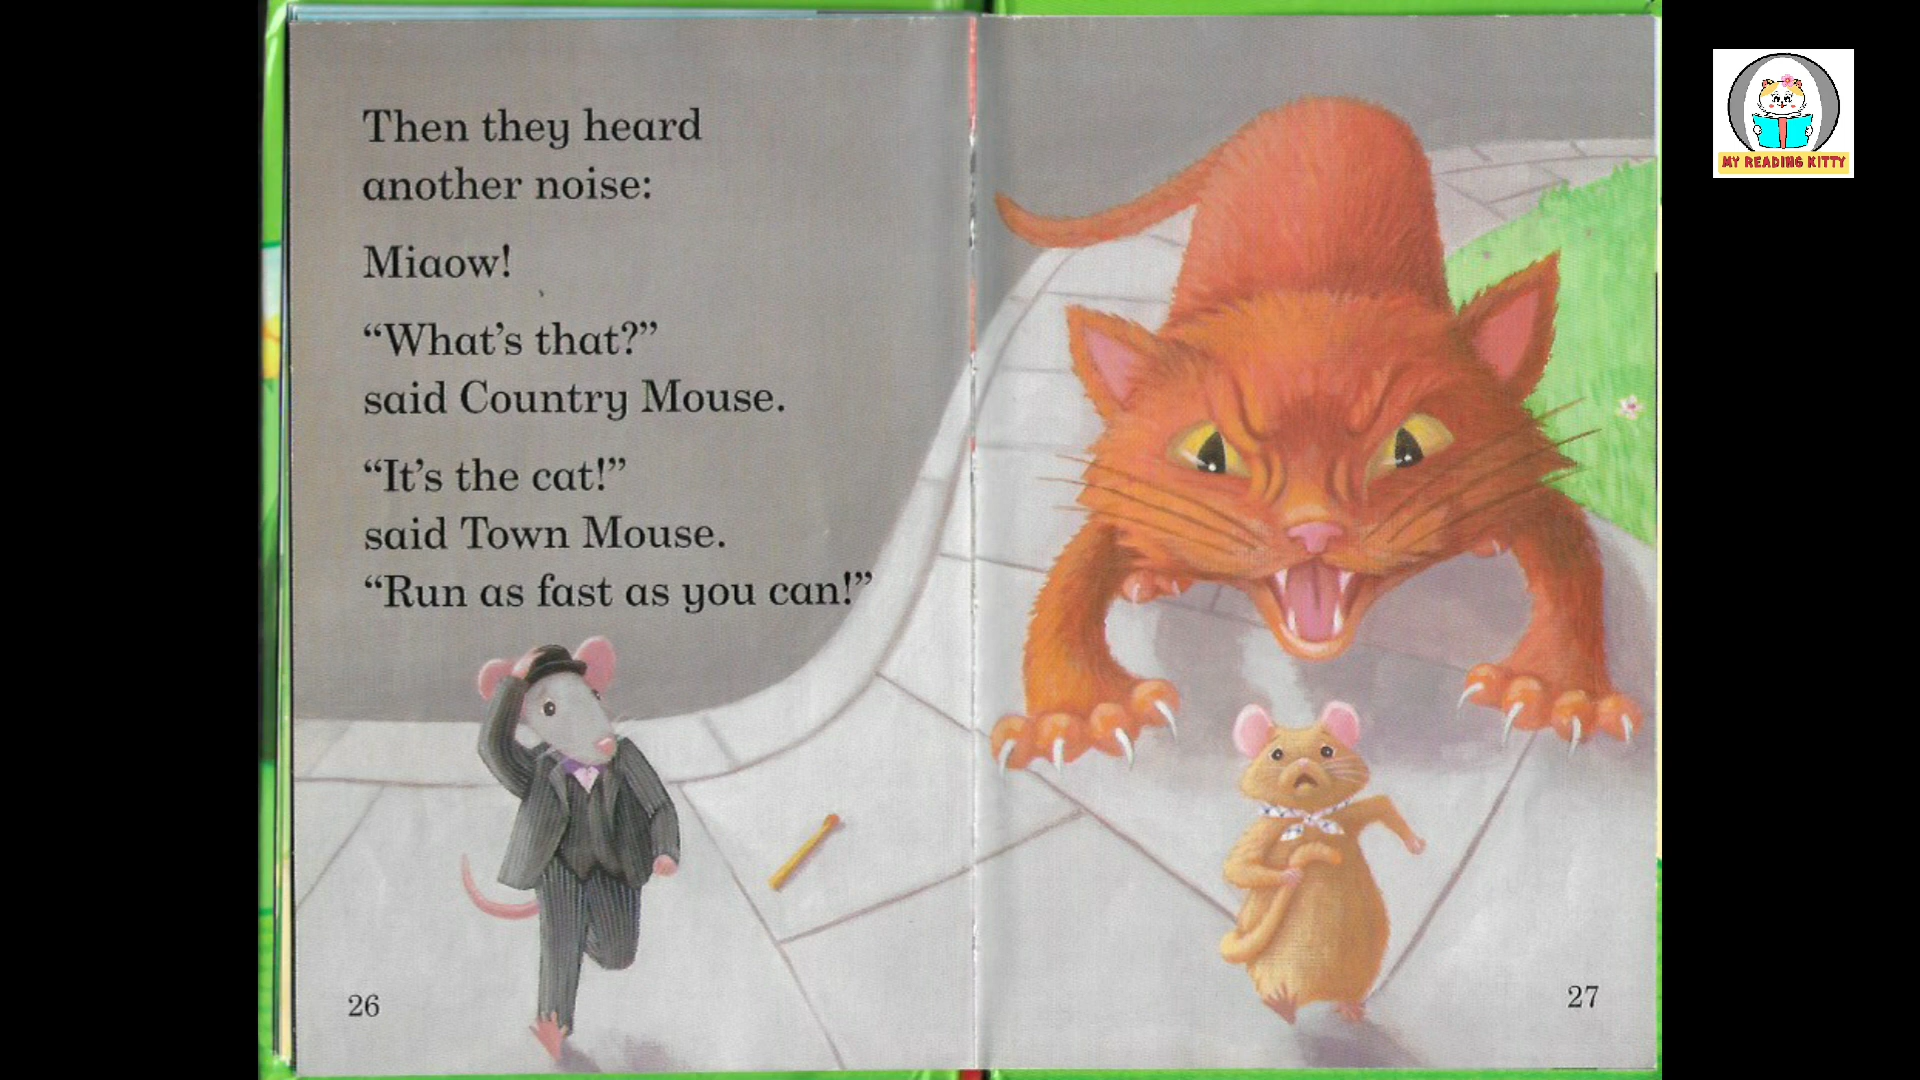 Then they heard
another noise:
Miaow!
“What’s that?”
said Country Mouse.
“It’s the cat!”
said Town Mouse.
“Run as fast as you can!”
26
27
MY READING KITTY